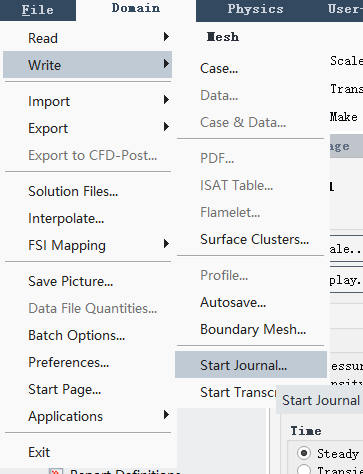 File Domain Physics User-
Mesh
Read
Write
Import
Export
Export to CFD-Post...
Solution Files...
Interpolate...
FSI Mapping
Save Picture...
Data File Quantities...
Batch Options...
Preferences...
Start Page...
Applications
Exit
Case...
Data...
Case & Data...
PDF...
ISAT Table...
Flamelet...
Surface Clusters...
Profile...
Autosave...
Boundary Mesh...
Start Journal...
Start Transcr
Start Journal
Scale
Trans
Make
age
ale..
play.
essur
nsity
Time
Steady
Transie
Report Definitions